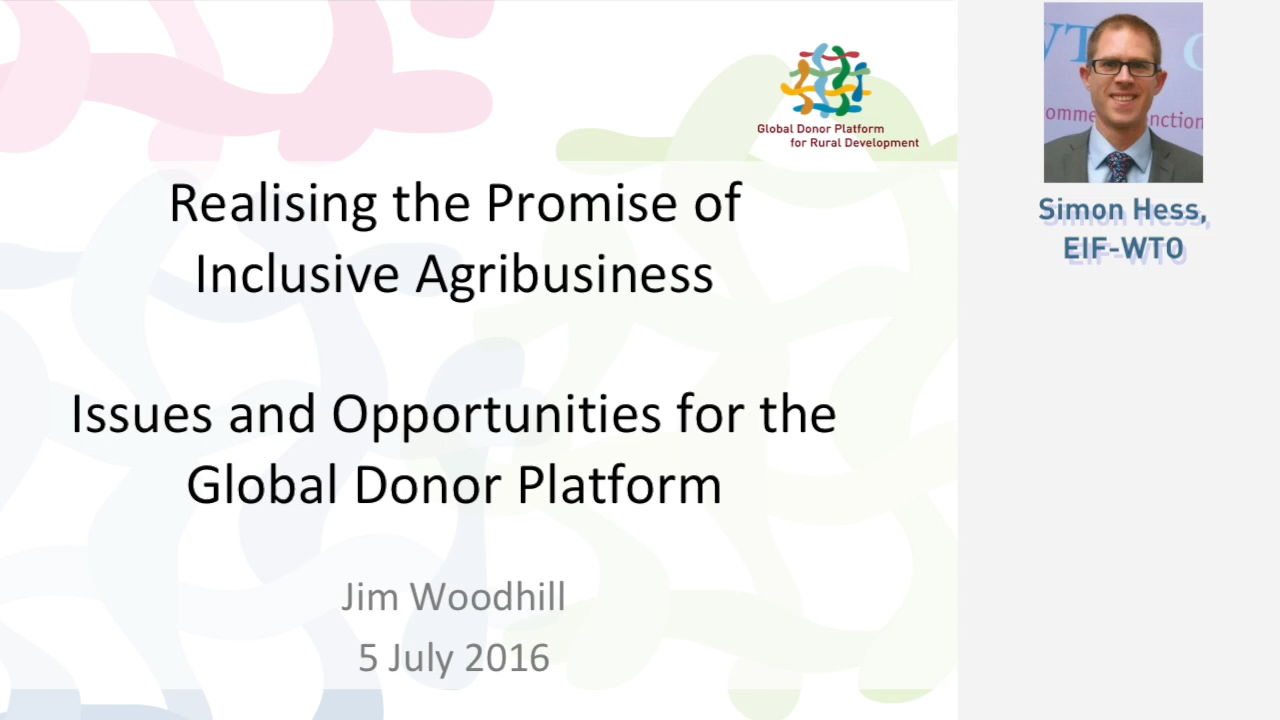 Global Donor Platform
for Rural Development
Realising the Promise of
Inclusive Agribusiness
Issues and Opportunities for the
Global Donor Platform
Jim Woodhill
5 July 2016
Simon Hess,
EIF-WTO